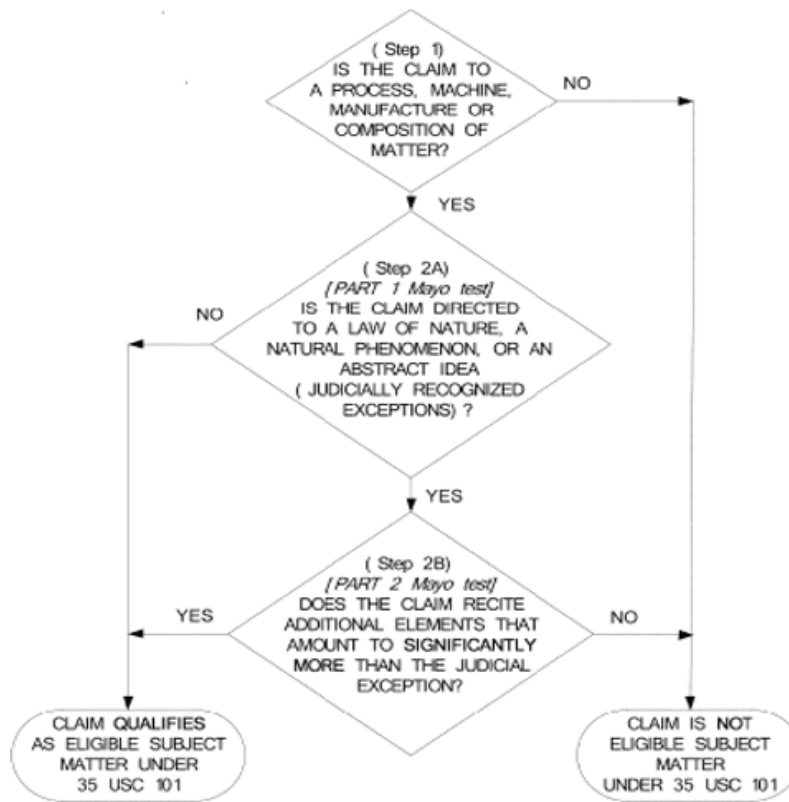 ( Step 1)
IS THE CLAIM TO
A PROCESS, MACHINE,
MANUFACTURE OR
COMPOSITION OF
MATTER?
NO
YES
( Step 2A)
[PART 1 Mayo test]
IS THE CLAIM DIRECTED
TO A LAW OF NATURE, A
NATURAL PHENOMENON, OR AN
ABSTRACT IDEA
( JUDICIALLY RECOGNIZED
EXCEPTIONS) ?
NO
YES
( Step 2B)
[PART 2 Mayo test]
DOES THE CLAIM RECITE
ADDITIONAL ELEMENTS THAT
AMOUNT TO SIGNIFICANTLY
MORE THAN THE JUDICIAL
EXCEPTION?
YES
NO
CLAIM QUALIFIES
AS ELIGIBLE SUBJECT
MATTER UNDER
35 USC 101
CLAIM IS NOT
ELIGIBLE SUBJECT
MATTER
UNDER 35 USC 101